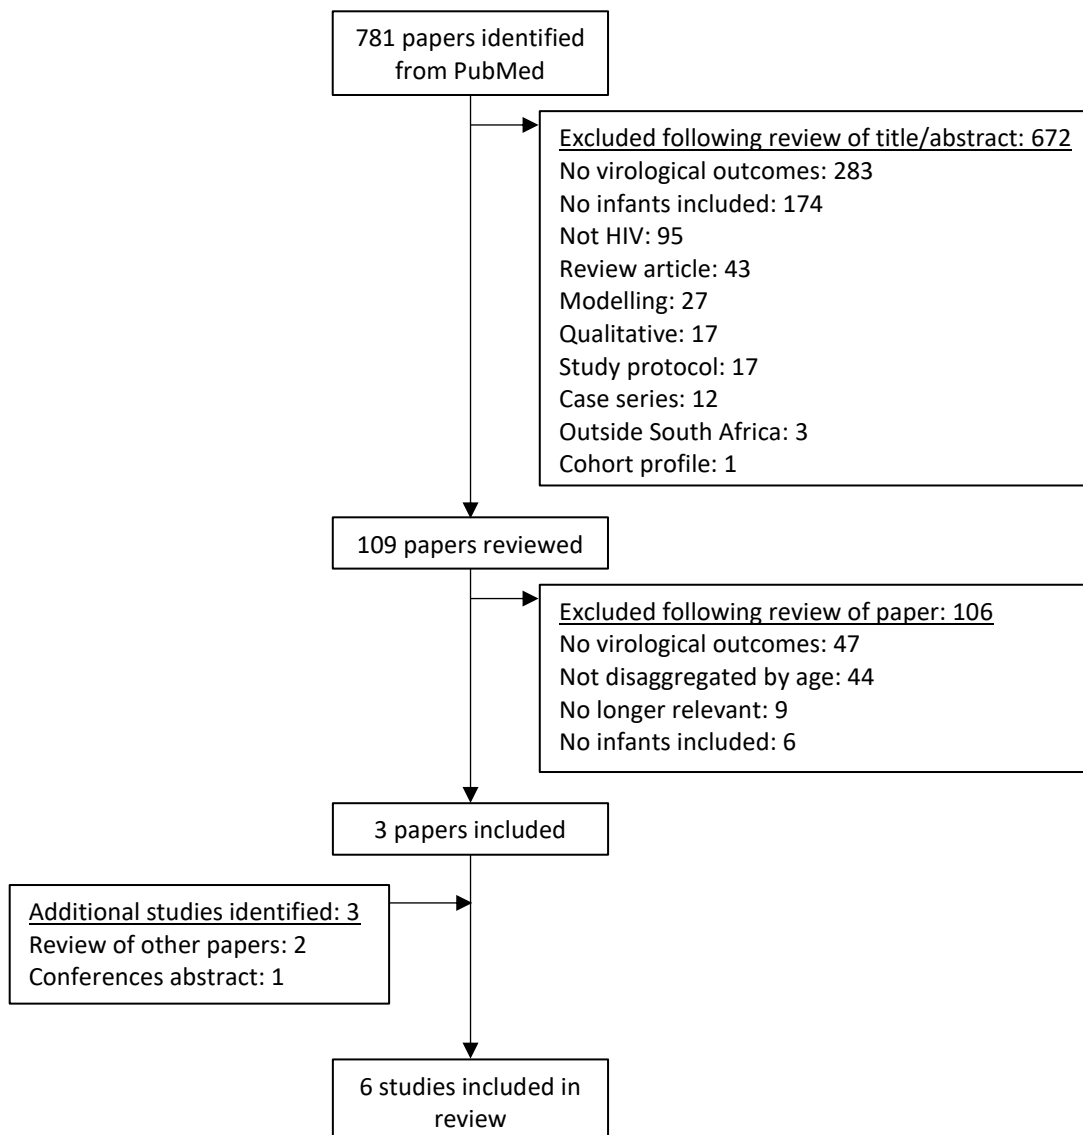 781 papers identified
from PubMed
Excluded following review of title/abstract: 672
No virological outcomes: 283
No infants included: 174
Not HIV: 95
Review article: 43
Modelling: 27
Qualitative: 17
Study protocol: 17
Case series: 12
Outside South Africa: 3
Cohort profile: 1
109 papers reviewed
Excluded following review of paper: 106
No virological outcomes: 47
Not disaggregated by age: 44
No longer relevant: 9
No infants included: 6
3 papers included
Additional studies identified: 3
Review of other papers: 2
Conferences abstract: 1
6 studies included in
review